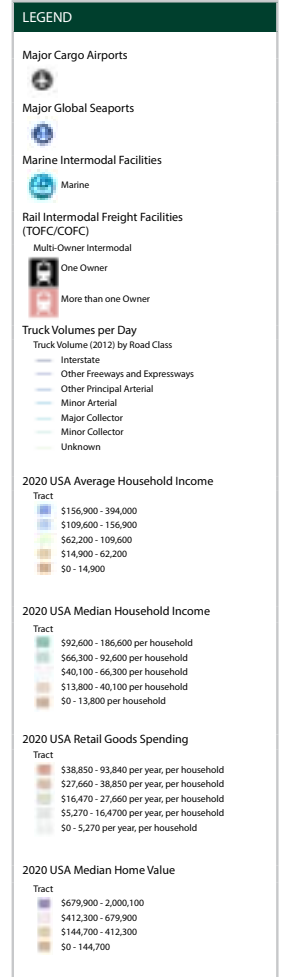 LEGEND
Major Cargo Airports
Major Global Seaports
Marine Intermodal Facilities
Marine
Rail Intermodal Freight Facilities
(TOFC/COFC)
Multi-Owner Intermodal
One Owner
More than one Owner
Truck Volumes per Day
Truck Volume (2012) by Road Class
Interstate
Other Freeways and Expressways
Other Principal Arterial
Minor Arterial
Major Collector
Minor Collector
Unknown
2020 USA Average Household Income
Tract
$156,900 - 394,000
$109,600 - 156,900
$62,200 - 109,600
$14,900 - 62,200
$0 - 14,900
2020 USA Median Household Income
Tract
$92,600 - 186,600 per household
$66,300 - 92,600 per household
$40,100 - 66,300 per household
$13,800 - 40,100 per household
$0 - 13,800 per household
2020 USA Retail Goods Spending
Tract
$38,850 - 93,840 per year, per household
$27,660 - 38,850 per year, per household
$16,470 - 27,660 per year, per household
$5,270 - 16,4700 per year, per household
$0 - 5,270 per year, per household
2020 USA Median Home Value
Tract
$679,900 - 2,000,100
$412,300 - 679,900
$144,700 - 412,300
$0 - 144,700